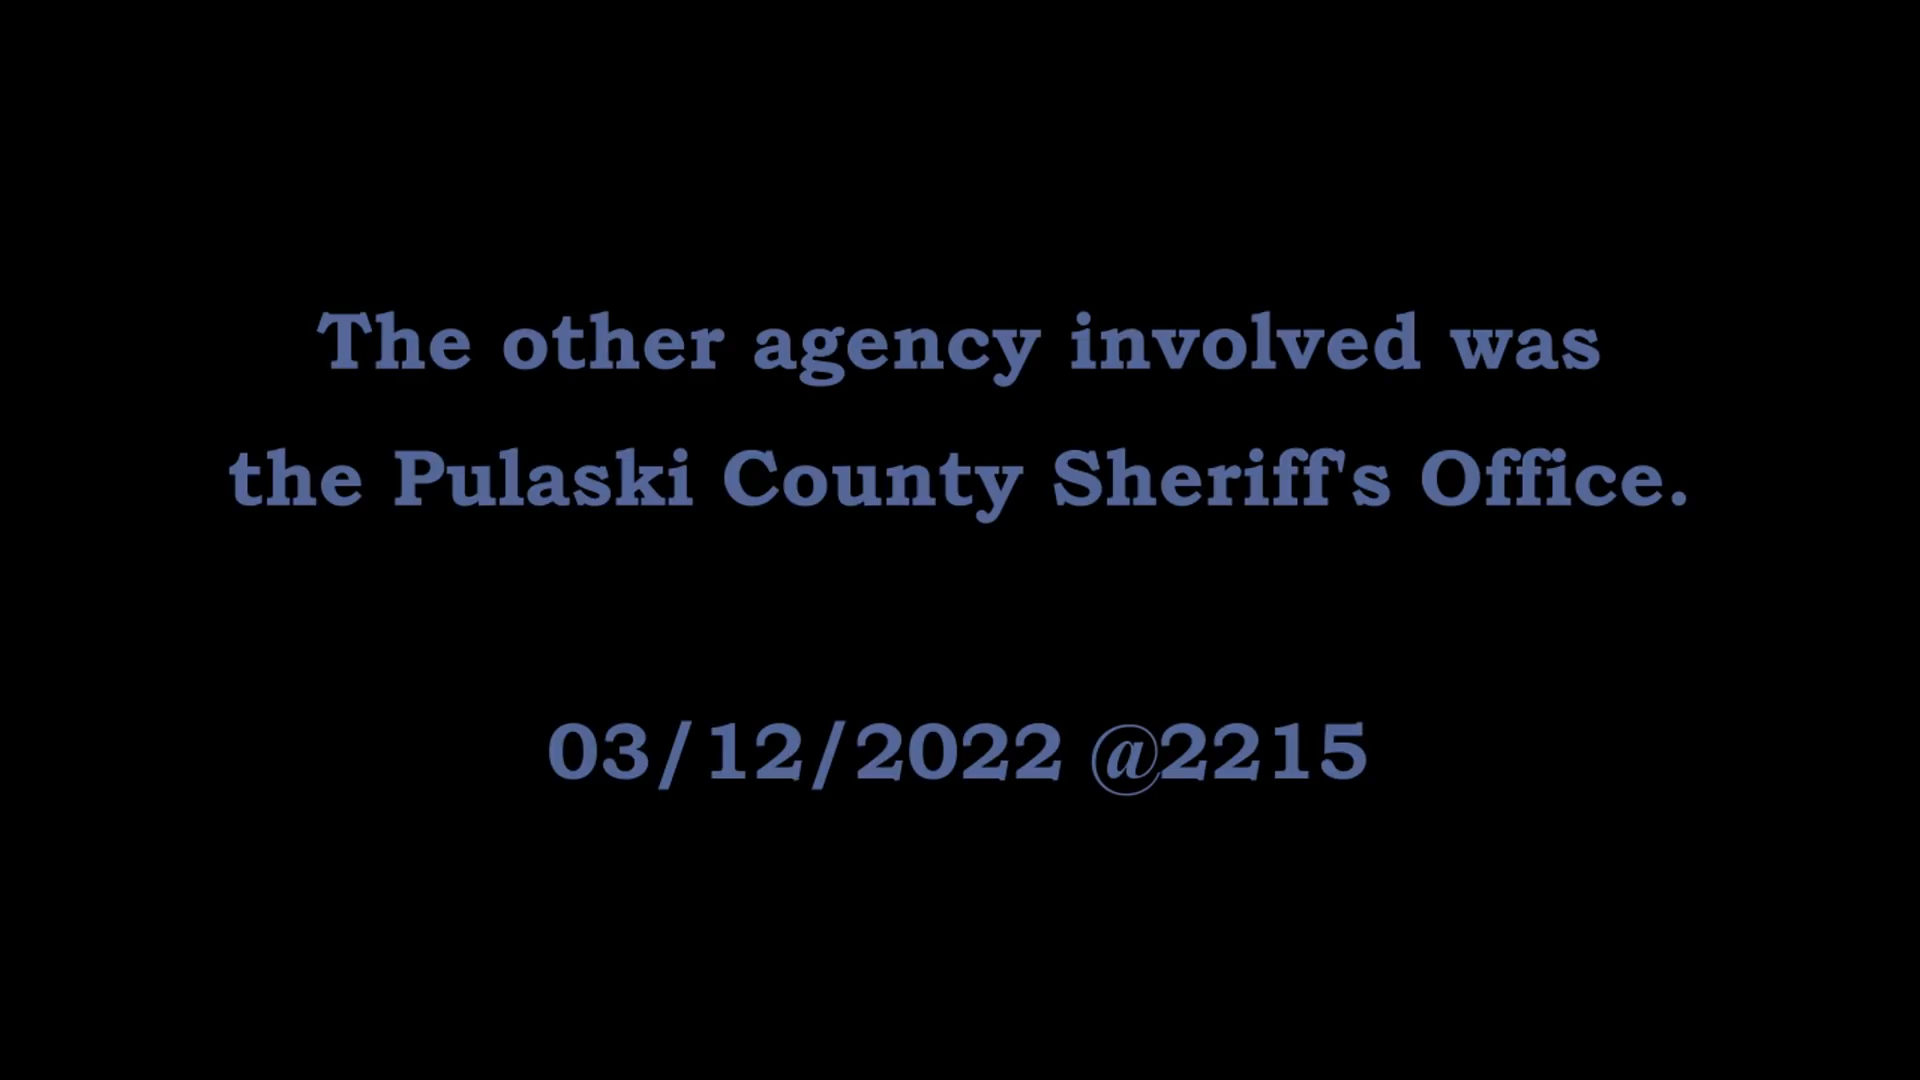 The other agency involved was
the Pulaski County Sheriff's Office.
03/12/2022 @2215